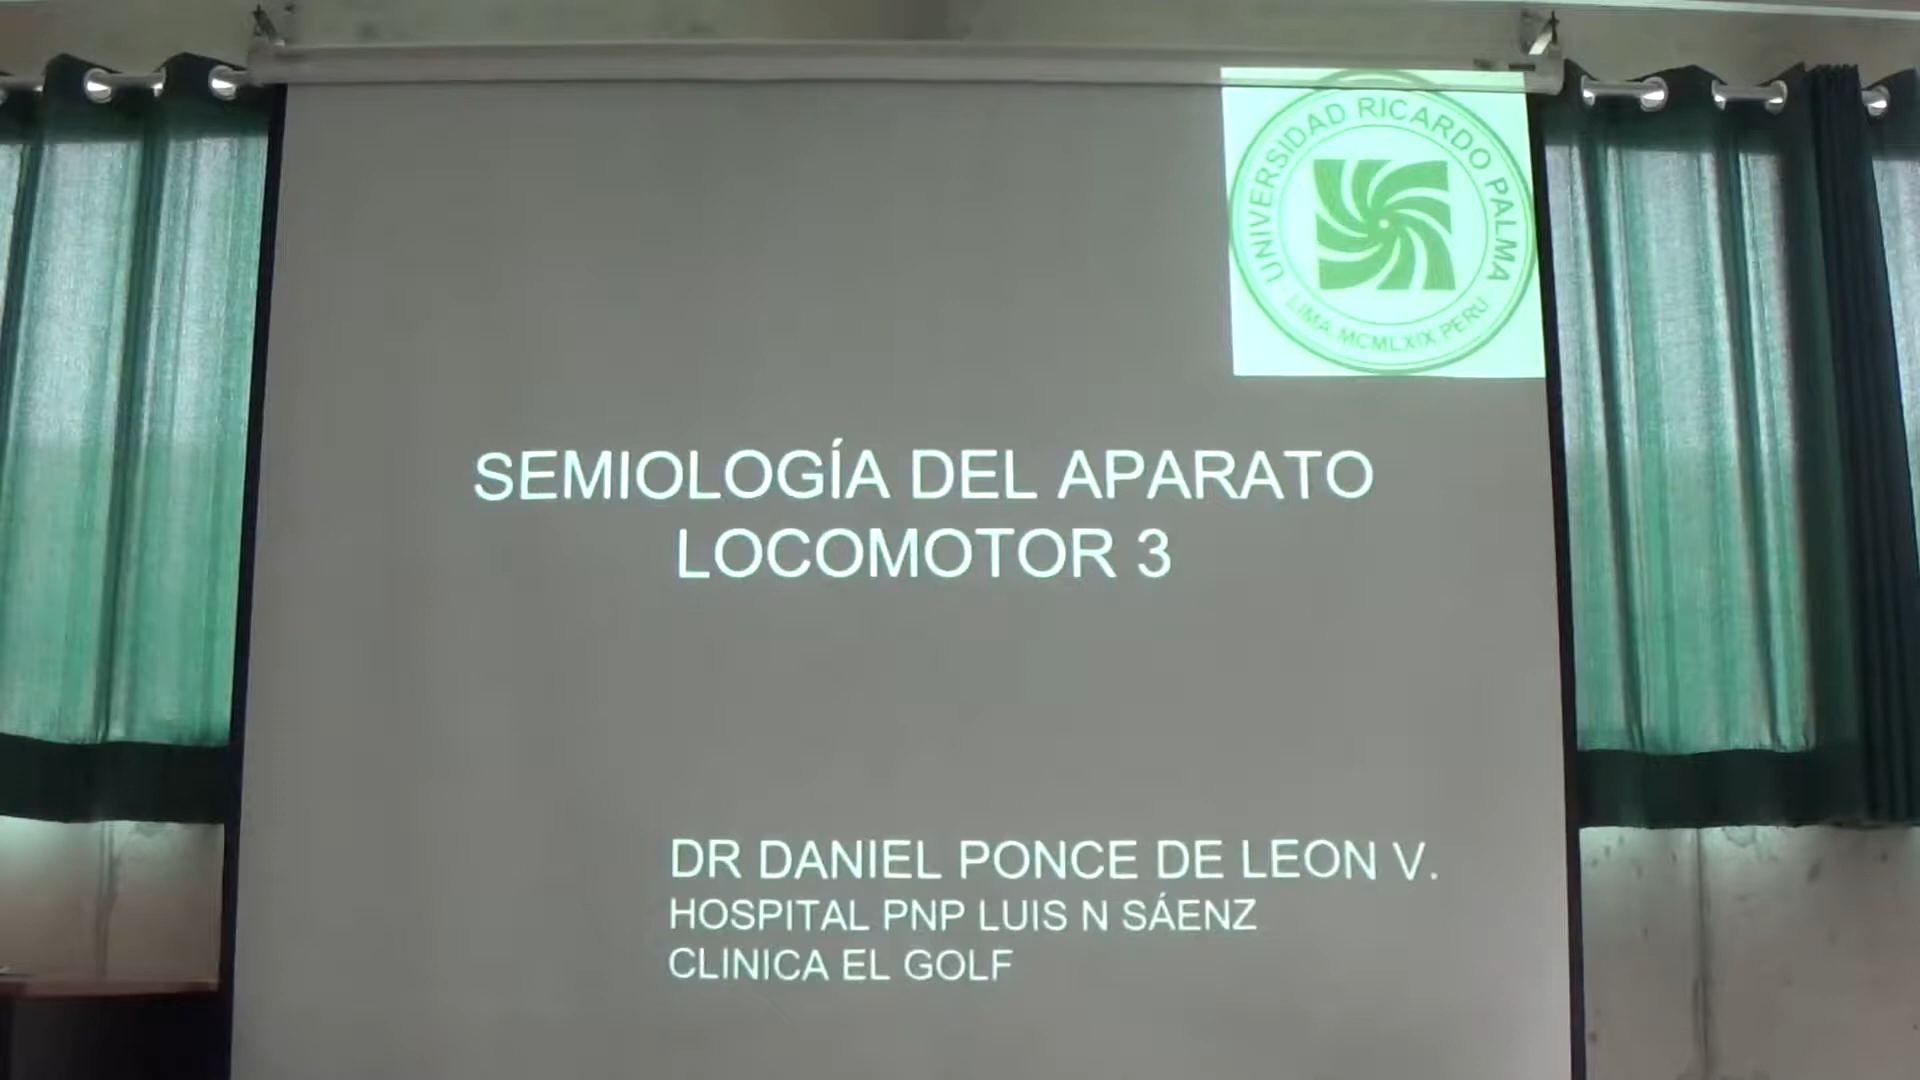 UNIVERSIDAD RICARDO PALMA
LIMA MCMLXIX PERU
SEMIOLOGÍA DEL APARATO
LOCOMOTOR 3
DR DANIEL PONCE DE LEON V.
HOSPITAL PNP LUIS N SÁENZ
CLINICA EL GOLF